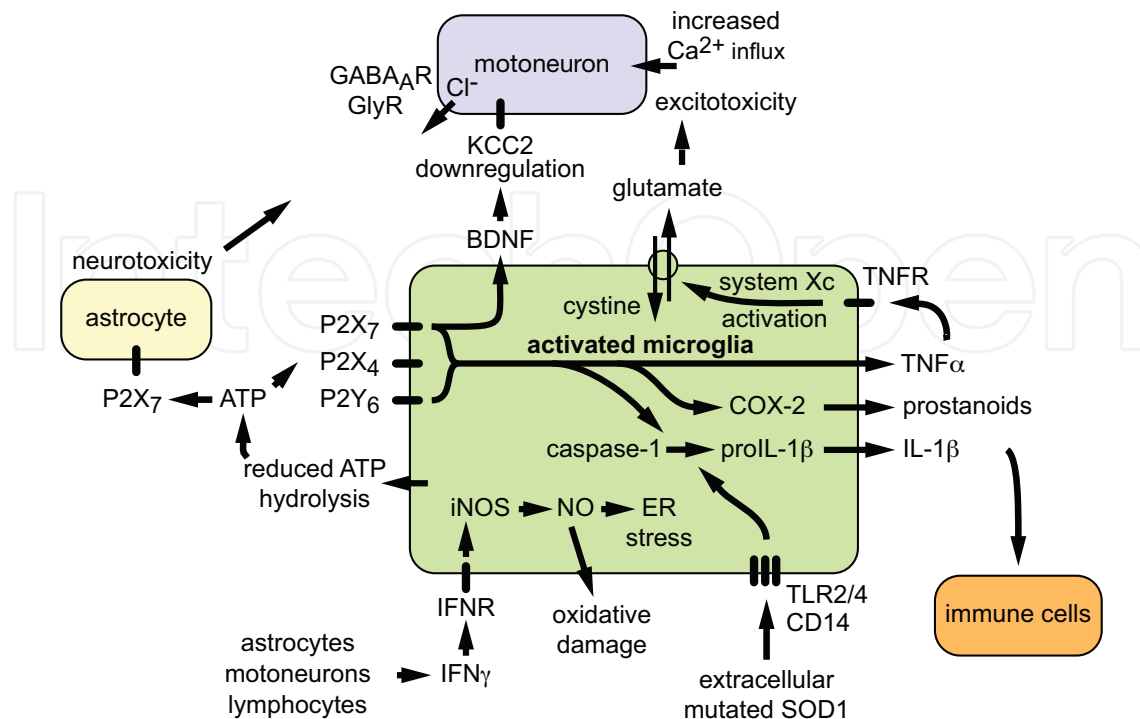 increased
Ca2+ influx
motoneuron
GABAAR
Cl-
GlyR
excitotoxicity
KCC2
downregulation
glutamate
BDNF
neurotoxicity
system Xc
TNFR
cystine
activation
astrocyte
P2X7
activated microglia
P2X4
TNFα
P2X7
ATP
P2Y6
COX-2
prostanoids
caspase-1
proIL-1β
IL-1β
reduced ATP
hydrolysis
iNOS
NO
ER
stress
IFNR
oxidative
damage
TLR2/4
CD14
immune cells
astrocytes
motoneurons
lymphocytes
IFNγ
extracellular
mutated SOD1
IntechOpen